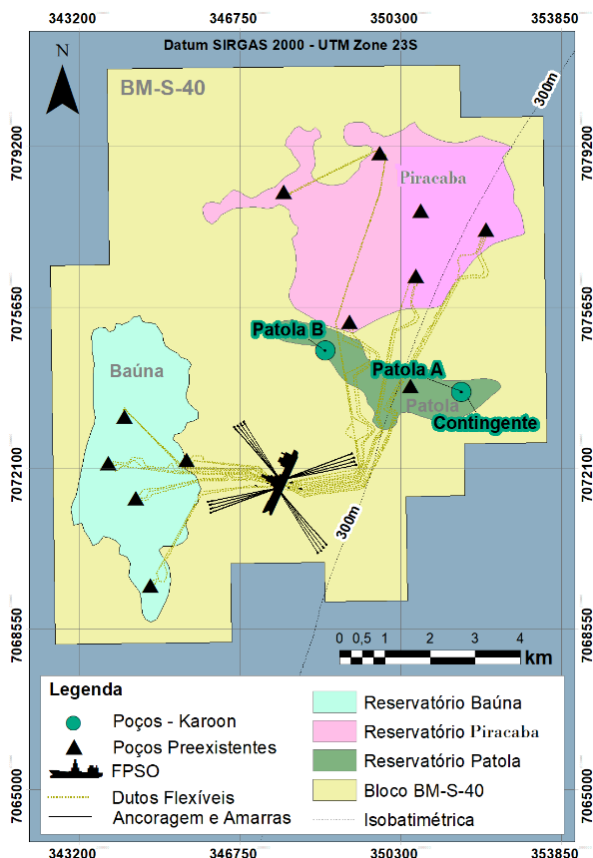 343200 346750 350300 353850
Datum SIRGAS 2000 - UTM Zone 23S
N
BM-S-40
300m
7079200 7079200
Piracaba
7075650 7075650
Patola B
Baúna
Patola A
Patola
Contingente
7072100 7072100
300m
7068550 7068550
0 0,5 1 2 3 4
km
Legenda
Poços - Karoon
Poços Preexistentes
FPSO
Dutos Flexíveis
Ancoragem e Amarras
Reservatório Baúna
Reservatório Piracaba
Reservatório Patola
Bloco BM-S-40
Isobatimétrica
7065000 7065000
343200 346750 350300 353850